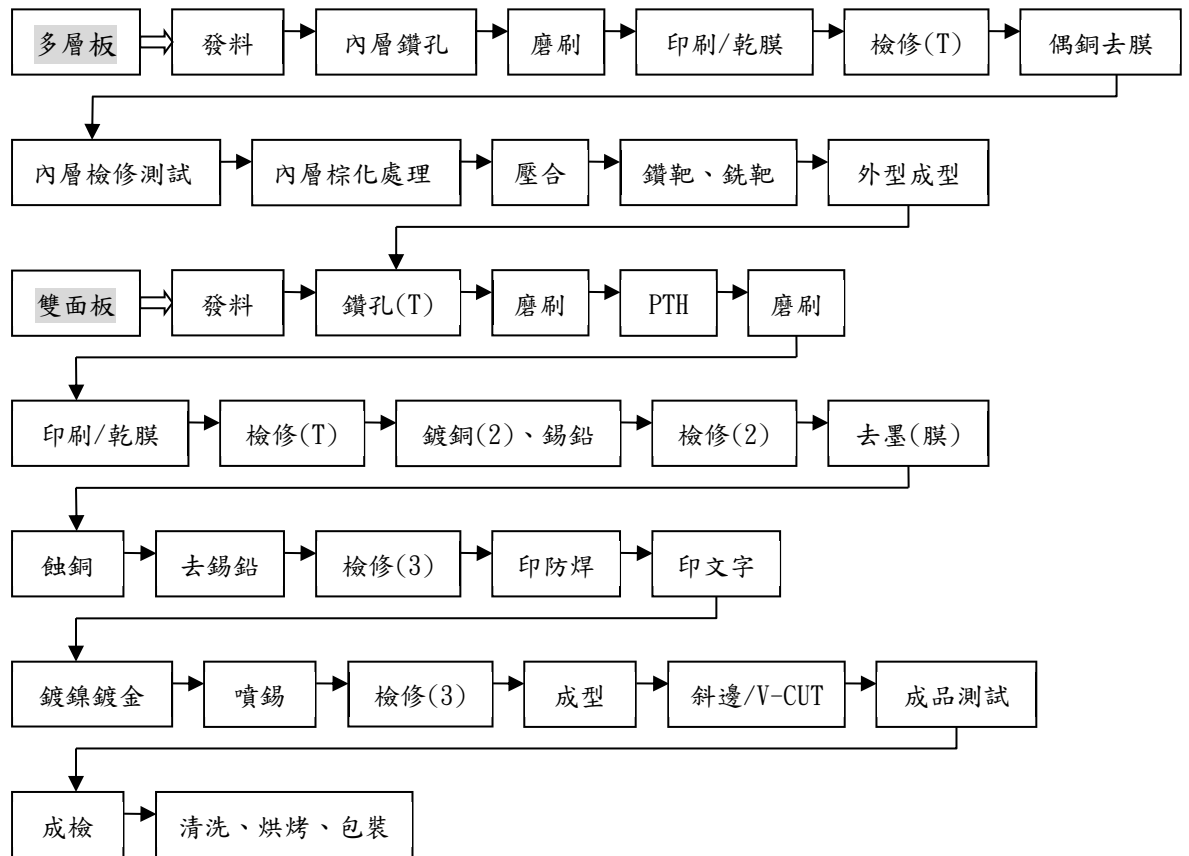 多層板 發料 內層鑽孔 磨刷 印刷/乾膜 檢修(T) 偶銅去膜
內層檢修測試 內層棕化處理 壓合 鑽靶、銑靶 外型成型
雙面板 發料 鑽孔(T) 磨刷 PTH 磨刷
印刷/乾膜 檢修(T) 鍍銅(2)、錫鉛 檢修(2) 去墨(膜)
蝕銅 去錫鉛 檢修(3) 印防焊 印文字
鍍鎳鍍金 噴錫 檢修(3) 成型 斜邊/V-CUT 成品測試
成檢 清洗、烘烤、包裝